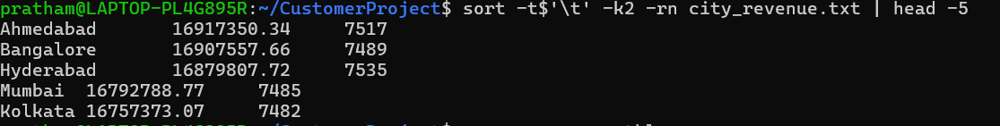 pratham@LAPTOP-PL4G895R:~/CustomerProject$ sort -t$'\t' -k2 -rn city_revenue.txt | head -5
Ahmedabad 16917350.34 7517
Bangalore 16907557.66 7489
Hyderabad 16879807.72 7535
Mumbai 16792788.77 7485
Kolkata 16757373.07 7482